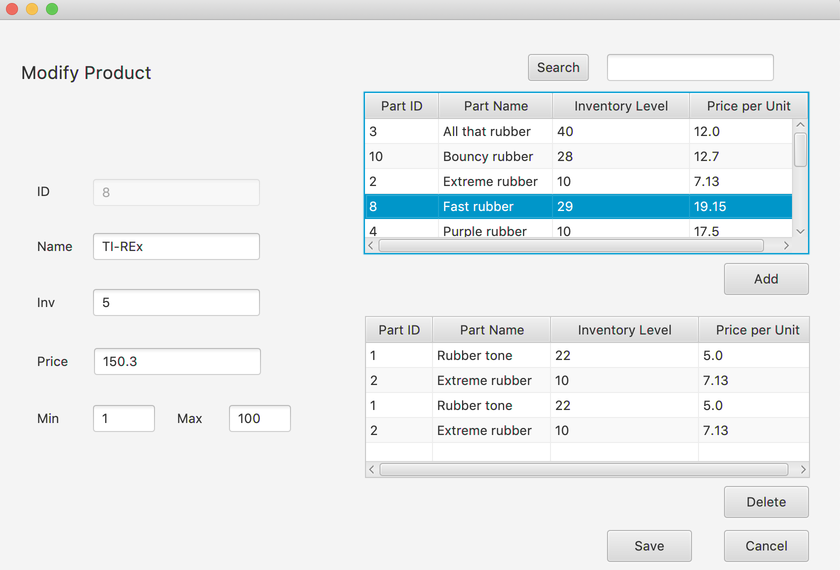 Modify Product
Search
ID 8
Name TI-REx
Inv 5
Price 150.3
Min 1 Max 100
Part ID Part Name Inventory Level Price per Unit
3 All that rubber 40 12.0
10 Bouncy rubber 28 12.7
2 Extreme rubber 10 7.13
8 Fast rubber 29 19.15
4 Purple rubber 10 17.5
Add
Part ID Part Name Inventory Level Price per Unit
1 Rubber tone 22 5.0
2 Extreme rubber 10 7.13
1 Rubber tone 22 5.0
2 Extreme rubber 10 7.13
Delete
Save Cancel